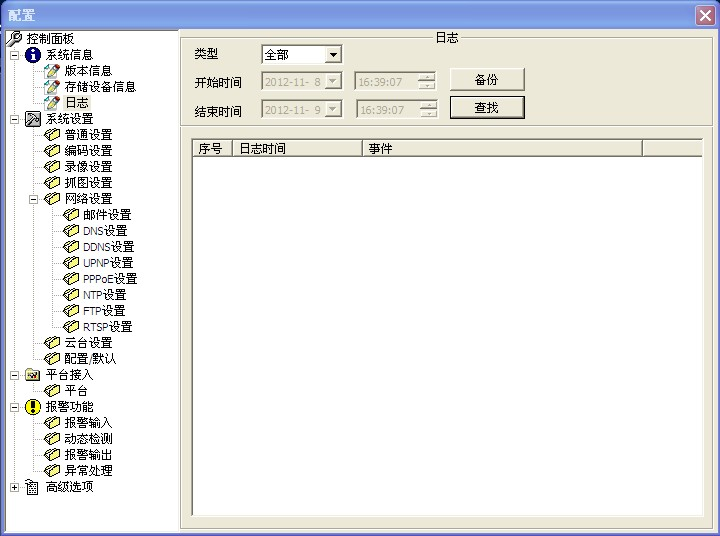 配置
控制面板
系统信息
版本信息
存储设备信息
日志
系统设置
普通设置
编码设置
录像设置
抓图设置
网络设置
邮件设置
DNS设置
DDNS设置
UPNP设置
PPPoE设置
NTP设置
FTP设置
RTSP设置
云台设置
配置/默认
平台接入
平台
报警功能
报警输入
动态检测
报警输出
异常处理
高级选项
日志
类型 全部
开始时间 2012-11- 8 16:39:07 备份
结束时间 2012-11- 9 16:39:07 查找
序号 日志时间 事件